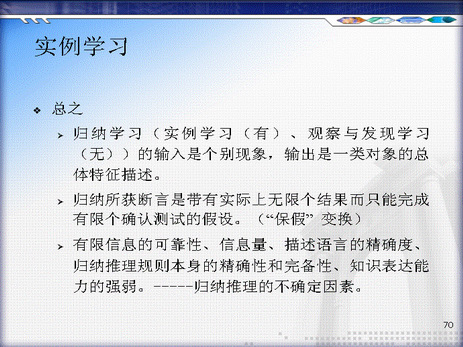 实例学习
总之
归纳学习（实例学习（有）、观察与发现学习
（无））的输入是个别现象，输出是一类对象的总
体特征描述。
归纳所获断言是带有实际上无限个结果而只能完成
有限个确认测试的假设。（“保假” 变换）
有限信息的可靠性、信息量、描述语言的精确度、
归纳推理规则本身的精确性和完备性、知识表达能
力的强弱。-----归纳推理的不确定因素。
70